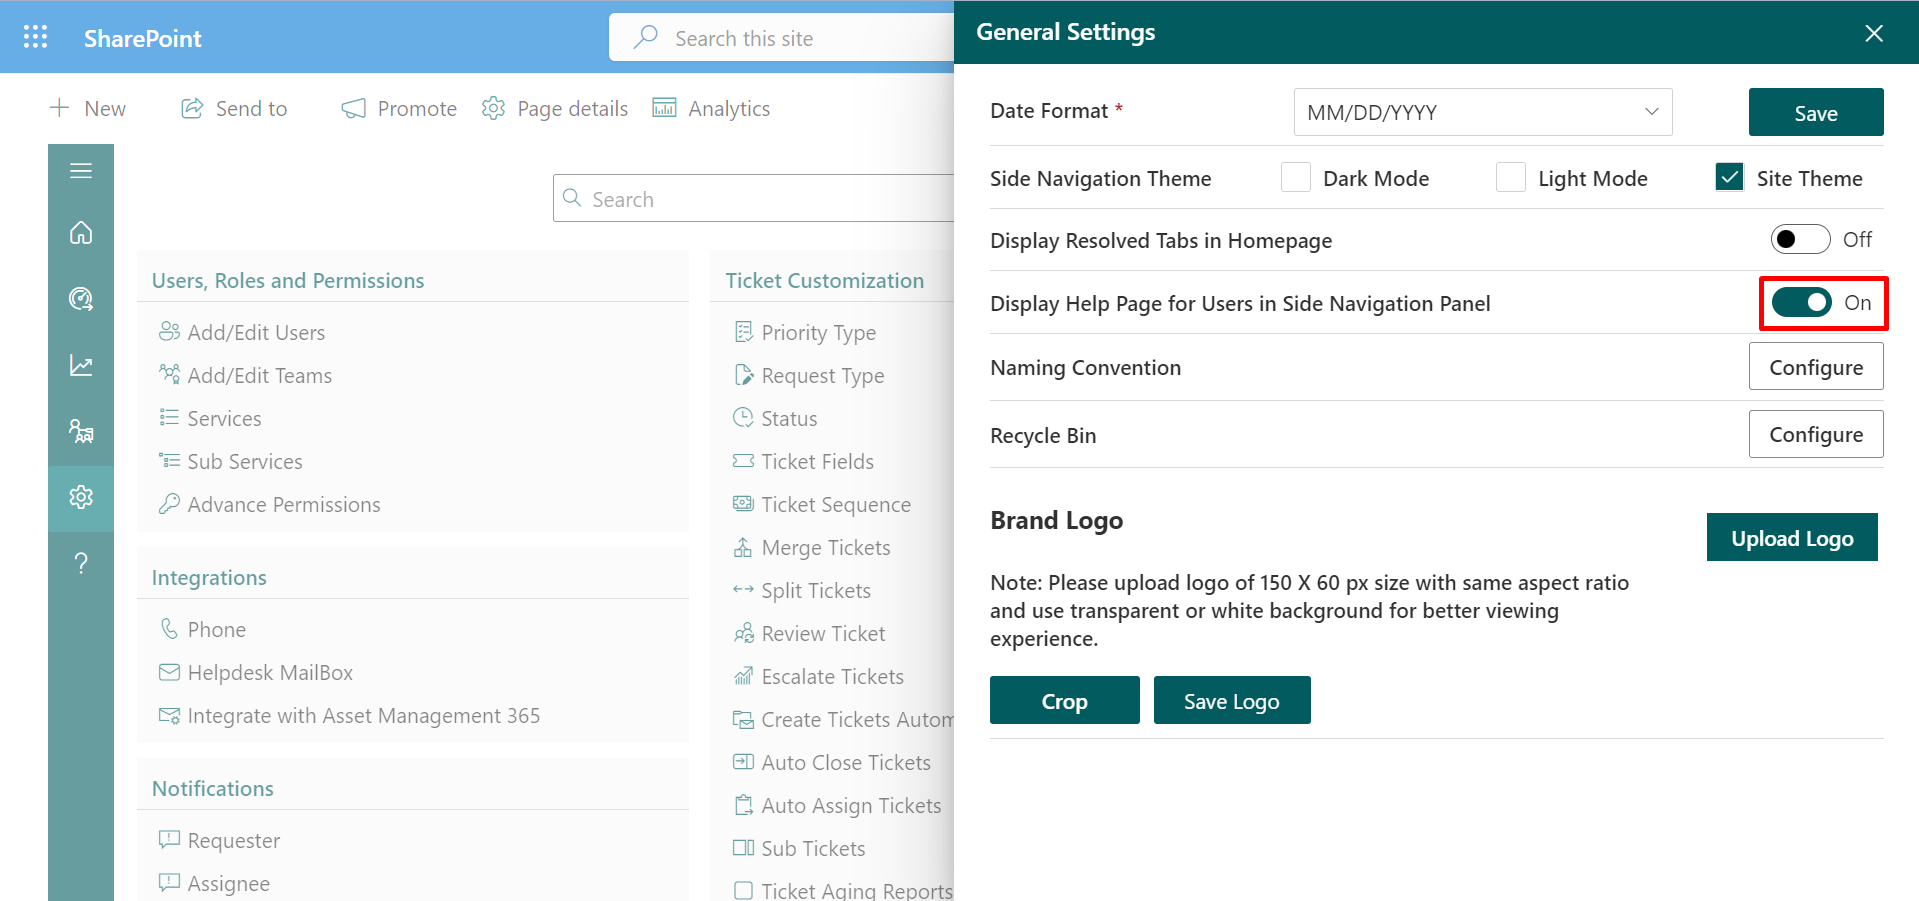 SharePoint
Search this site
New
Send to
Promote
Page details
Analytics
Search
Users, Roles and Permissions
Add/Edit Users
Add/Edit Teams
Services
Sub Services
Advance Permissions
Integrations
Phone
Helpdesk MailBox
Integrate with Asset Management 365
Notifications
Requester
Assignee
Ticket Customization
Priority Type
Request Type
Status
Ticket Fields
Ticket Sequence
Merge Tickets
Split Tickets
Review Ticket
Escalate Tickets
Create Tickets Autom
Auto Close Tickets
Auto Assign Tickets
Sub Tickets
Ticket Aging Reports
General Settings
Date Format *
MM/DD/YYYY
Save
Side Navigation Theme
Dark Mode
Light Mode
Site Theme
Display Resolved Tabs in Homepage
Off
Display Help Page for Users in Side Navigation Panel
On
Naming Convention
Configure
Recycle Bin
Configure
Brand Logo
Upload Logo
Note: Please upload logo of 150 X 60 px size with same aspect ratio
and use transparent or white background for better viewing
experience.
Crop
Save Logo